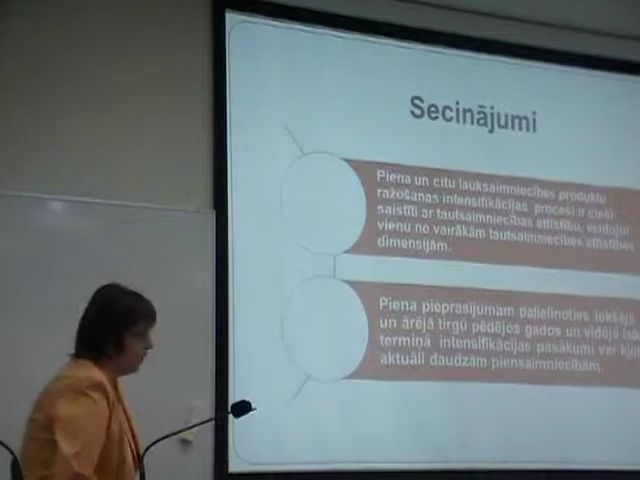 Secinājumi
Piena un citu lauksaimniecības produktu
ražošanas intensifikācijas procesi ir cieši
saistīti ar tautsaimniecības attīstību, veidojot
vienu no vairākām tautsaimniecības attīstības
dimensijām.
Piena pieprasījumam palielinoties iekšējā
un ārējā tirgū pēdējos gados un vidējā
termiņā intensifikācijas pasākumi var
aktuāli daudzām piensaimniecībām.